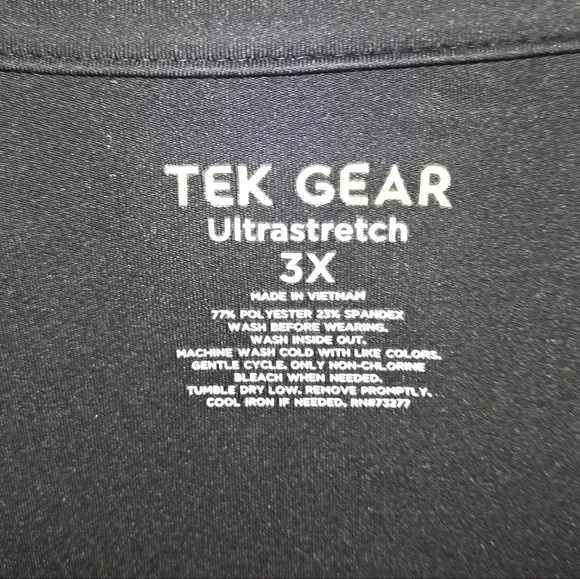 TEK GEAR
Ultrastretch
3X
MADE IN VIETNAM
77% POLYESTER 23% SPANDEX
WASH BEFORE WEARING.
WASH INSIDE OUT.
MACHINE WASH COLD WITH LIKE COLORS.
GENTLE CYCLE. ONLY NON-CHLORINE
BLEACH WHEN NEEDED.
TUMBLE DRY LOW. REMOVE PROMPTLY.
COOL IRON IF NEEDED. RN#73277